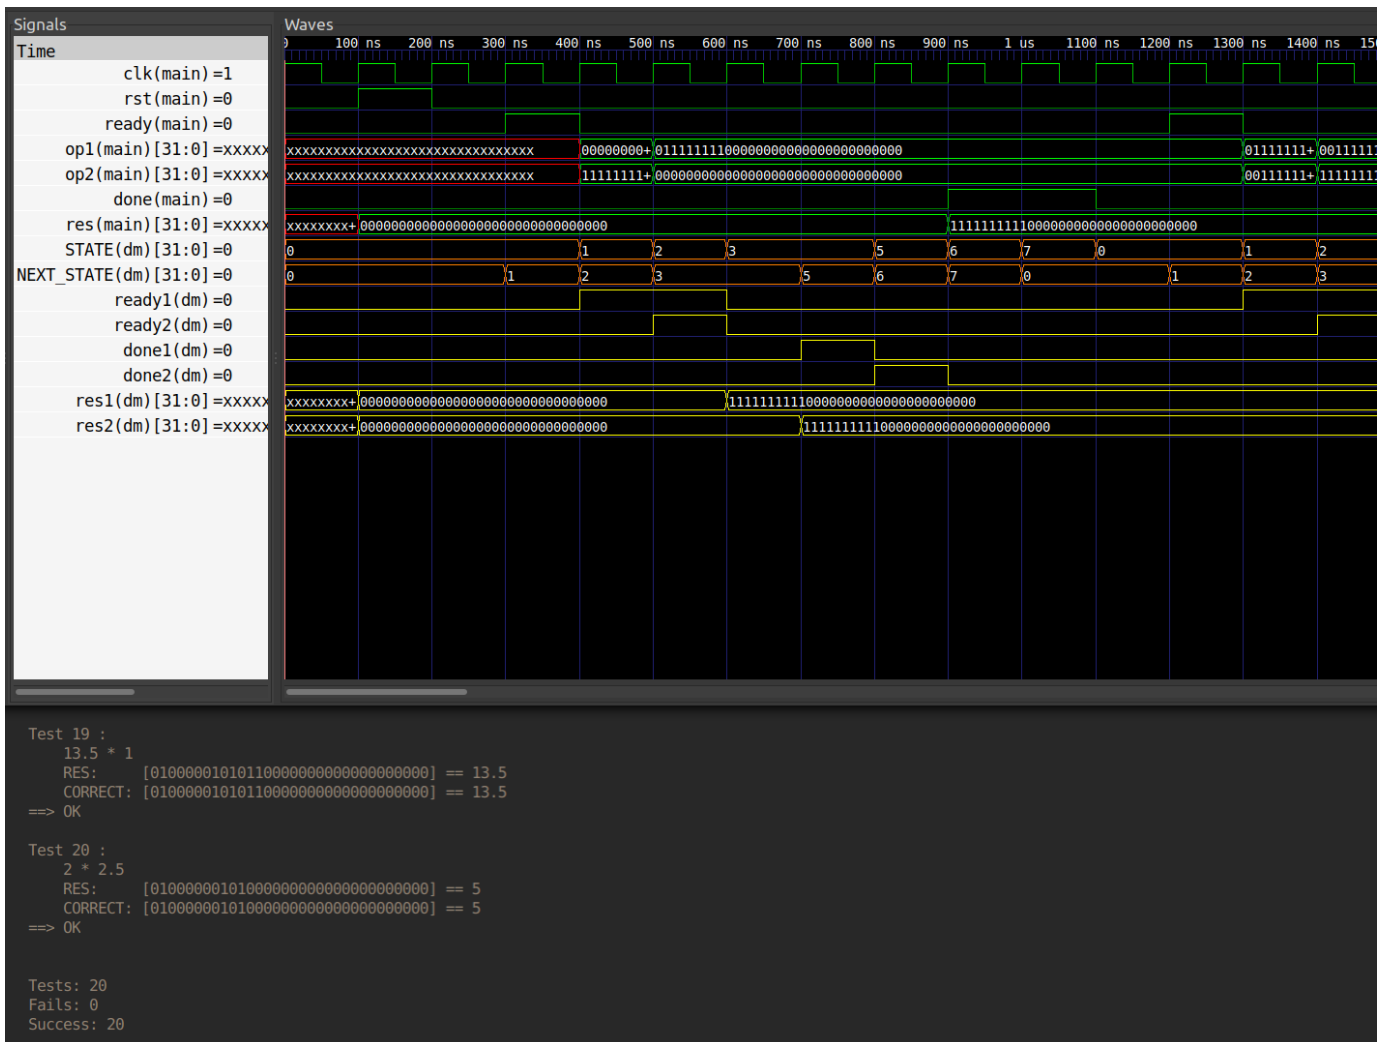 Signals
Waves
Time
100 ns 200 ns 300 ns 400 ns 500 ns 600 ns 700 ns 800 ns 900 ns 1 us 1100 ns 1200 ns 1300 ns 1400 ns 150
clk(main)=1
rst(main)=0
ready(main)=0
op1(main)[31:0]=xxxxx xxxxxxxxxxxxxxxxxxxxxxxxxxxxxxxx 00000000+ 01111111100000000000000000000000 01111111+ 00111111
op2(main)[31:0]=xxxxx xxxxxxxxxxxxxxxxxxxxxxxxxxxxxxxx 11111111+ 00000000000000000000000000000000 00111111+ 11111111
done(main)=0
res(main)[31:0]=xxxxx xxxxxxxx+ 00000000000000000000000000000000 11111111110000000000000000000000
STATE(dm)[31:0]=0 0 1 2 3 5 6 7 0 1 2
NEXT_STATE(dm)[31:0]=0 0 1 2 3 5 6 7 0 1 2 3
ready1(dm)=0
ready2(dm)=0
done1(dm)=0
done2(dm)=0
res1(dm)[31:0]=xxxxx xxxxxxxx+ 00000000000000000000000000000000 11111111110000000000000000000000
res2(dm)[31:0]=xxxxx xxxxxxxx+ 00000000000000000000000000000000 11111111110000000000000000000000
Test 19 :
13.5 * 1
RES: [01000001010110000000000000000000] == 13.5
CORRECT: [01000001010110000000000000000000] == 13.5
==> OK
Test 20 :
2 * 2.5
RES: [01000000101000000000000000000000] == 5
CORRECT: [01000000101000000000000000000000] == 5
==> OK
Tests: 20
Fails: 0
Success: 20